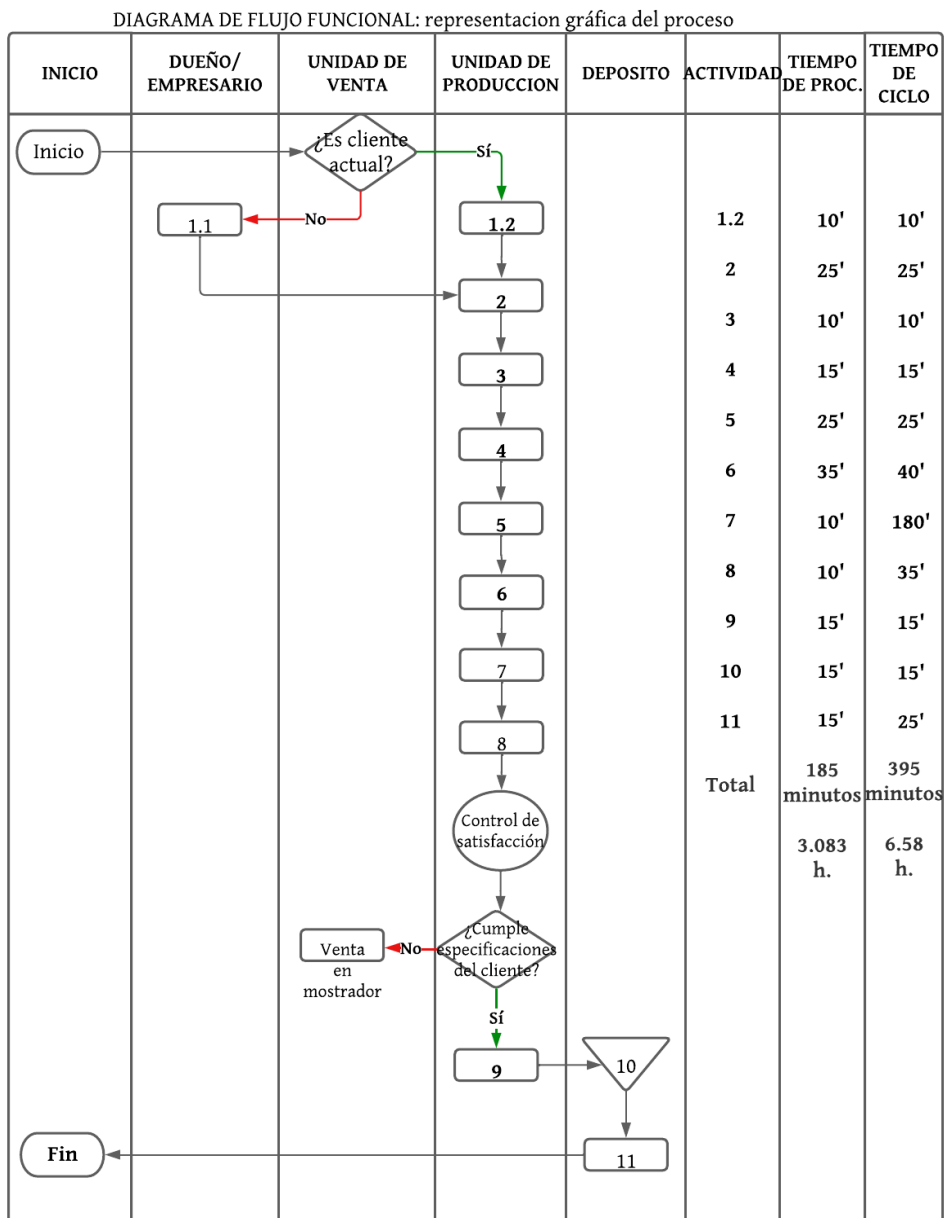 DIAGRAMA DE FLUJO FUNCIONAL: representacion gráfica del proceso
INICIO
DUEÑO/
EMPRESARIO
UNIDAD DE
VENTA
UNIDAD DE
PRODUCCION
DEPOSITO
ACTIVIDAD
TIEMPO
DE PROC.
TIEMPO
DE
CICLO
Inicio
¿Es cliente
actual?
Sí
No
1.1
1.2
2
3
4
5
6
7
8
Control de
satisfacción
¿Cumple
especificaciones
del cliente?
No
Venta
en
mostrador
Sí
9
10
11
Fin
1.2 10' 10'
2 25' 25'
3 10' 10'
4 15' 15'
5 25' 25'
6 35' 40'
7 10' 180'
8 10' 35'
9 15' 15'
10 15' 15'
11 15' 25'
Total
185
minutos
395
minutos
3.083
h.
6.58
h.